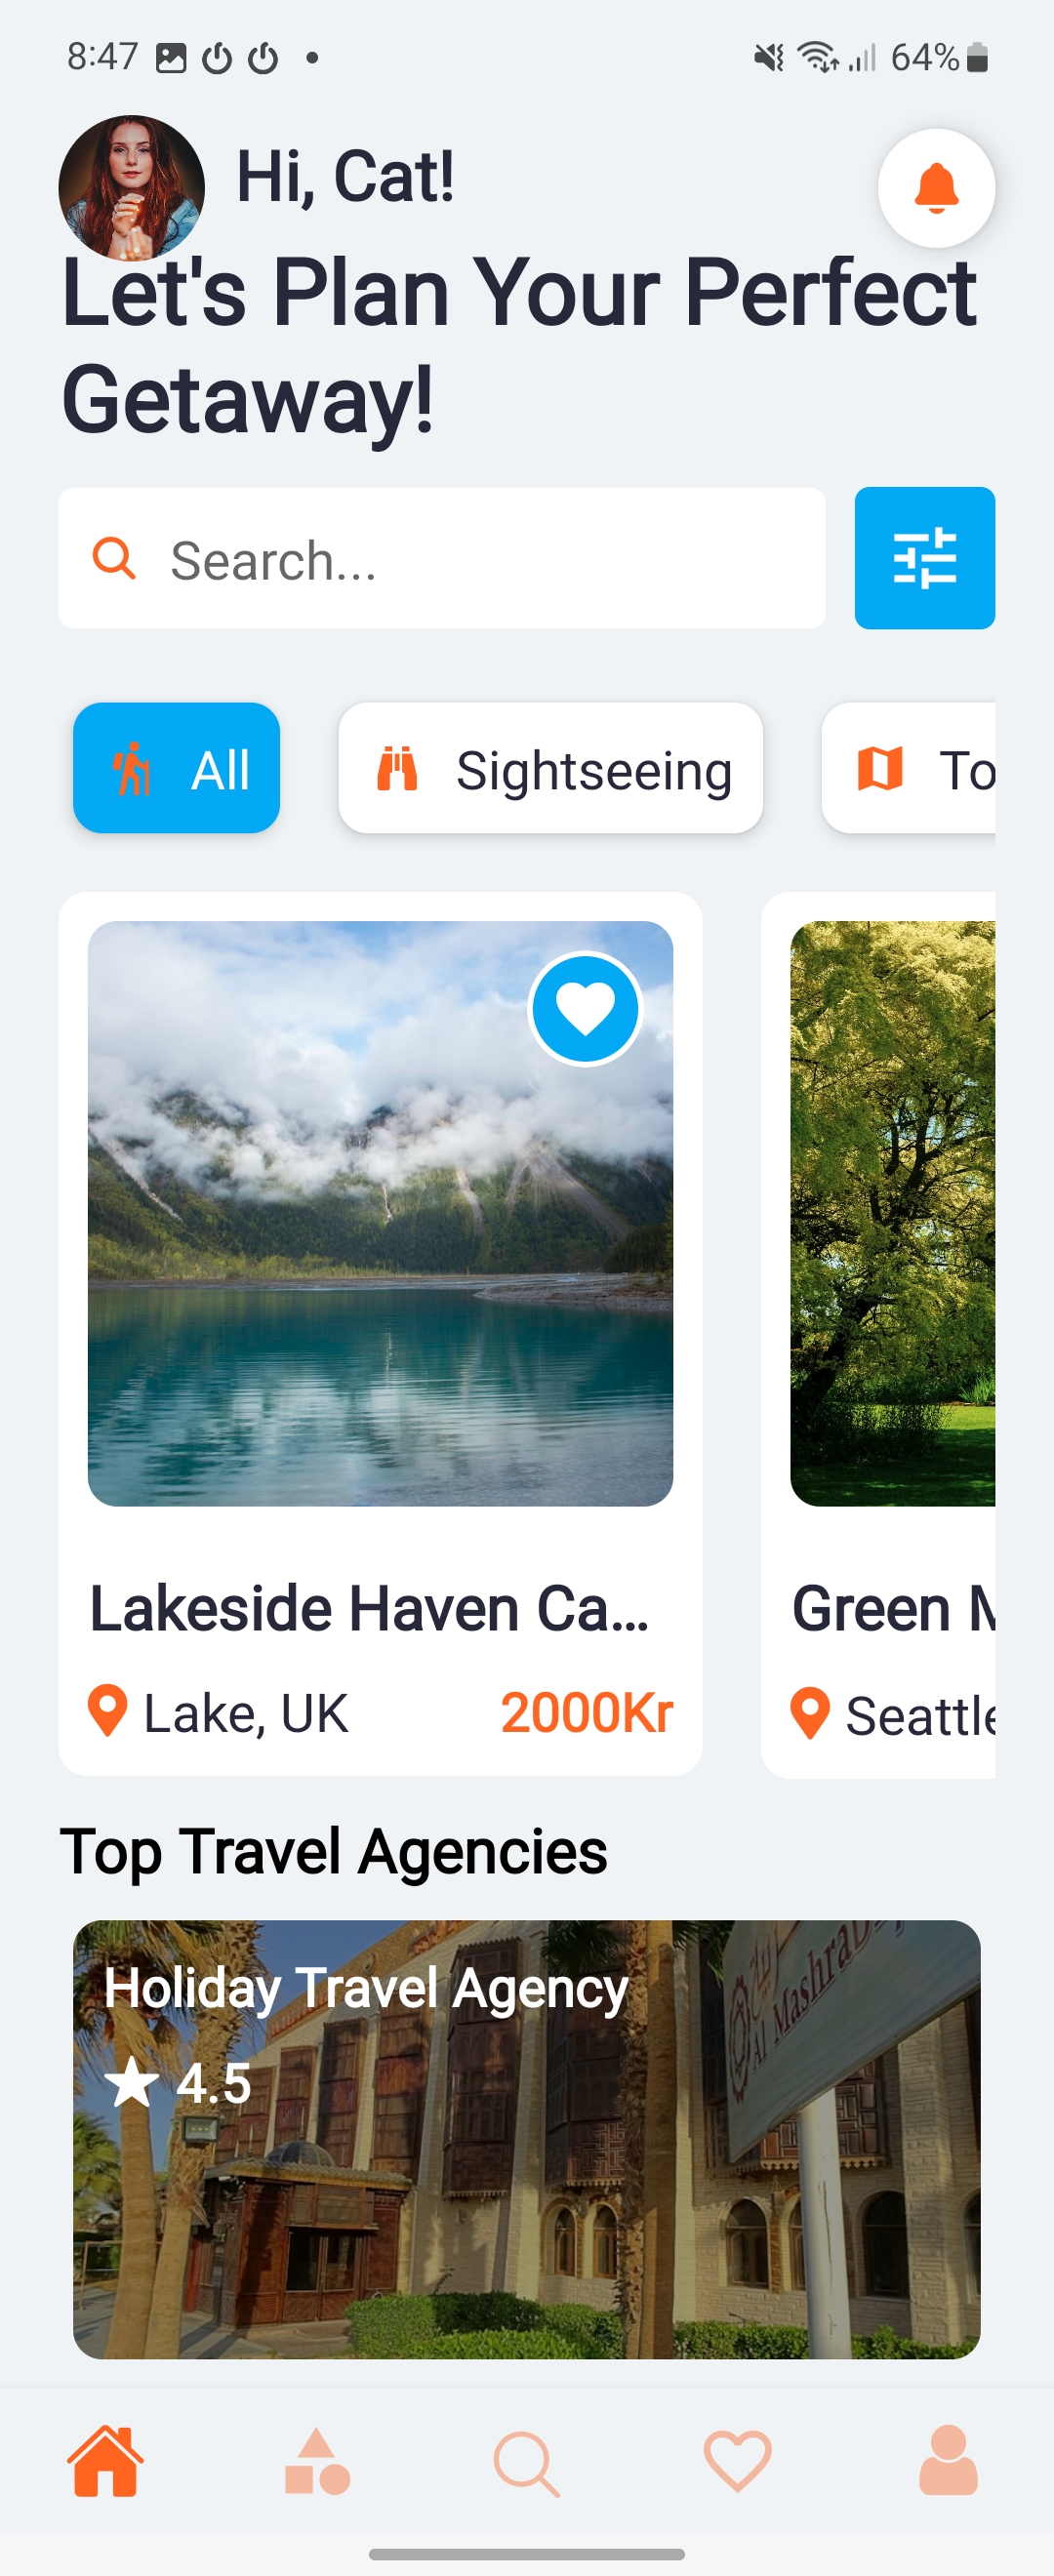 8:47
64%
Hi, Cat!
Let's Plan Your Perfect
Getaway!
Search...
All
Sightseeing
To
Lakeside Haven Ca...
Lake, UK
2000Kr
Green
Seattle
Top Travel Agencies
Holiday Travel Agency
4.5
Al Mashrab